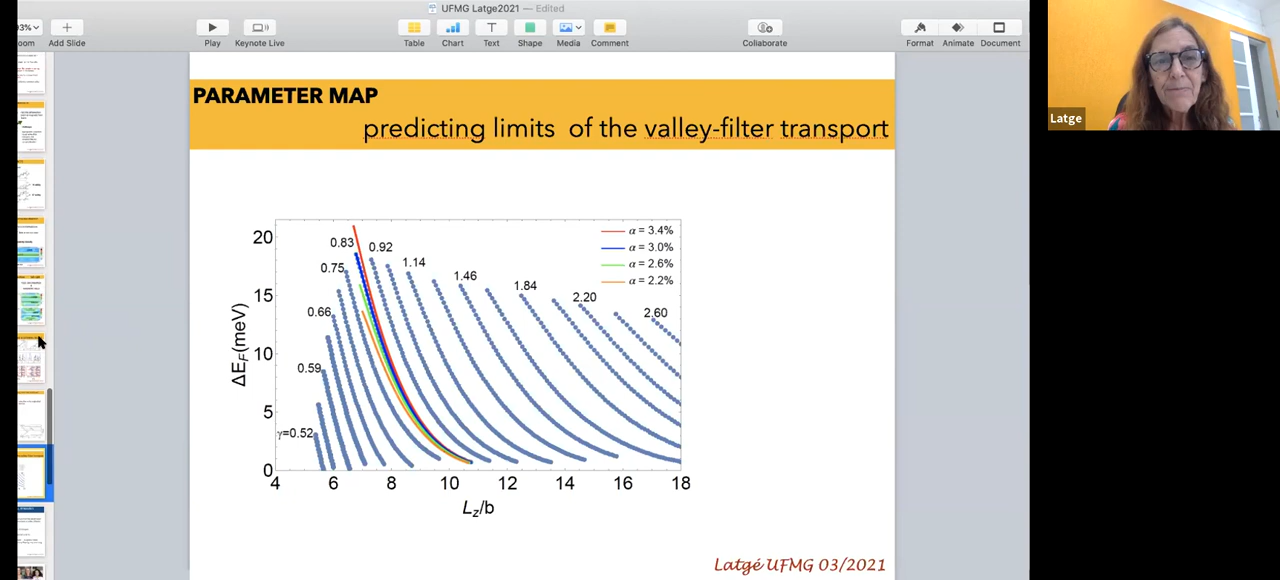 UFMG Latge2021 — Edited
93%
oom
Add Slide
Play
Keynote Live
Table
Chart
Text
Shape
Media
Comment
Collaborate
Format
Animate
Document
Latge
PARAMETER MAP
predicting limits of the valley-filter transport
ΔE_F(meV)
20
15
10
5
0
4 6 8 10 12 14 16 18
L_z/b
γ=0.52
0.59
0.66
0.75
0.83
0.92
1.14
1.46
1.84
2.20
2.60
α = 3.4%
α = 3.0%
α = 2.6%
α = 2.2%
Latgé UFMG 03/2021